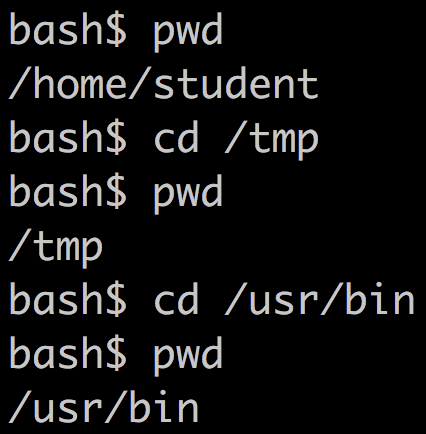 bash$ pwd
/home/student
bash$ cd /tmp
bash$ pwd
/tmp
bash$ cd /usr/bin
bash$ pwd
/usr/bin